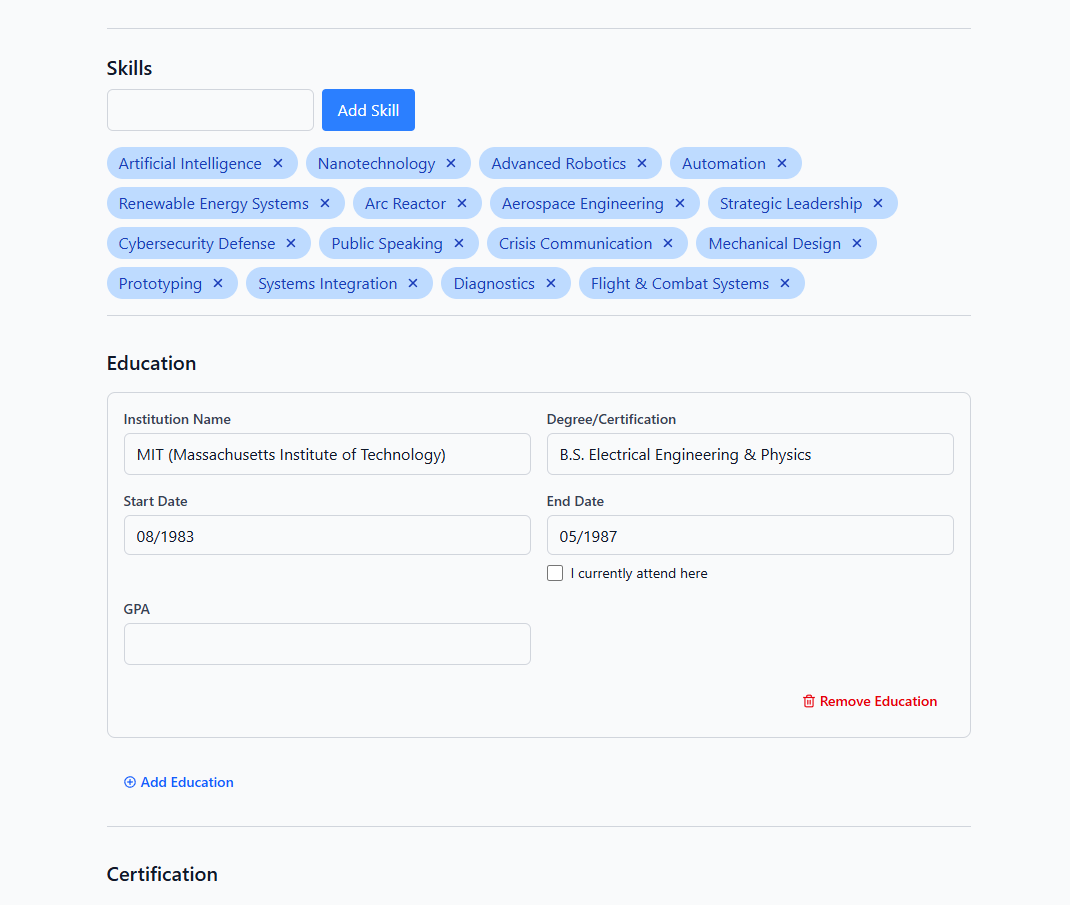 Skills
Add Skill
Artificial Intelligence ✕ Nanotechnology ✕ Advanced Robotics ✕ Automation ✕
Renewable Energy Systems ✕ Arc Reactor ✕ Aerospace Engineering ✕ Strategic Leadership ✕
Cybersecurity Defense ✕ Public Speaking ✕ Crisis Communication ✕ Mechanical Design ✕
Prototyping ✕ Systems Integration ✕ Diagnostics ✕ Flight & Combat Systems ✕
Education
Institution Name Degree/Certification
MIT (Massachusetts Institute of Technology) B.S. Electrical Engineering & Physics
Start Date End Date
08/1983 05/1987
I currently attend here
GPA
Remove Education
Add Education
Certification